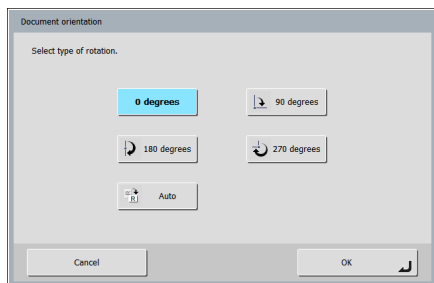 Document orientation
Select type of rotation.
0 degrees
90 degrees
180 degrees
270 degrees
R
Auto
Cancel
OK